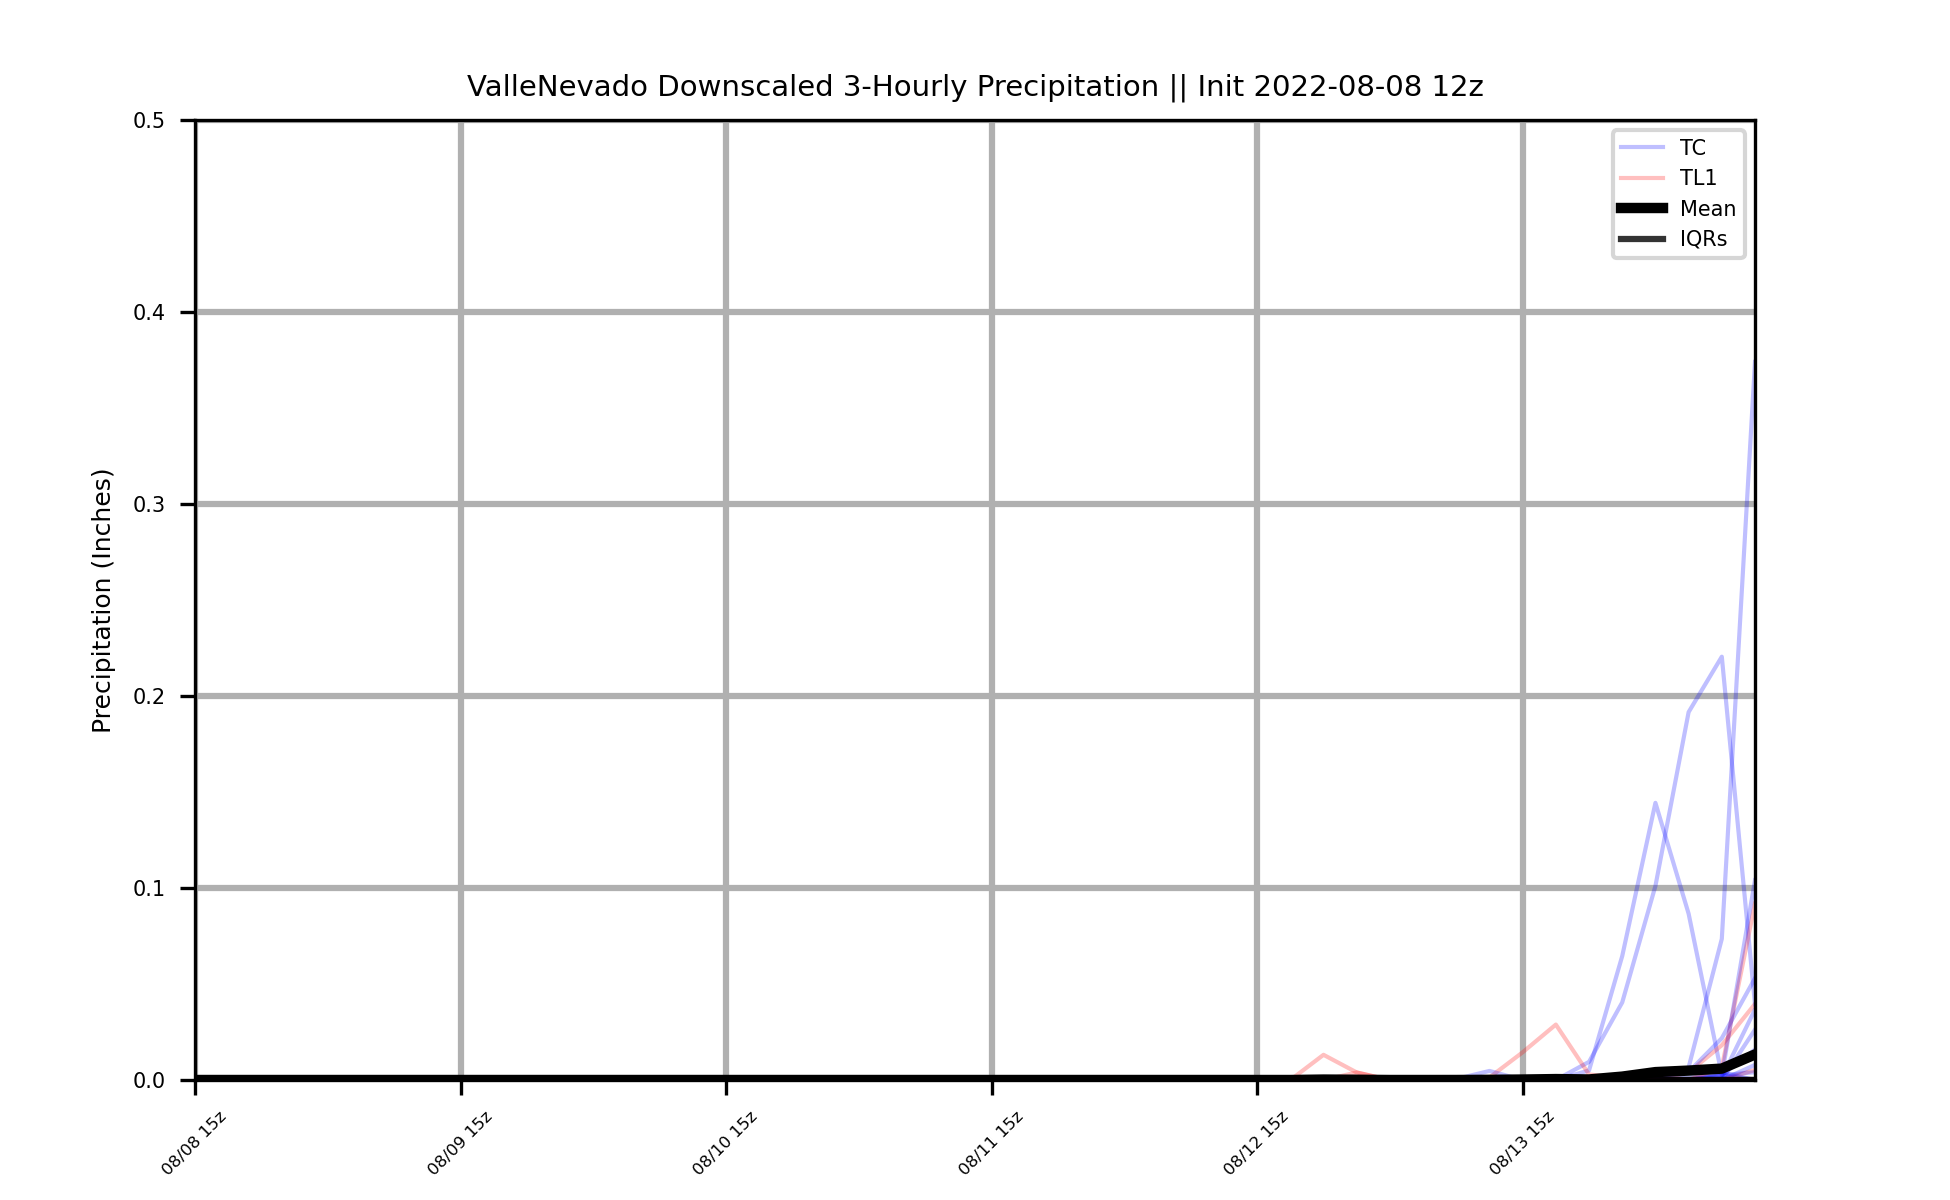 ValleNevado Downscaled 3-Hourly Precipitation || Init 2022-08-08 12z
0.5
0.4
0.3
0.2
0.1
0.0
Precipitation (Inches)
TC
TL1
Mean
IQRs
08/08 15z
08/09 15z
08/10 15z
08/11 15z
08/12 15z
08/13 15z